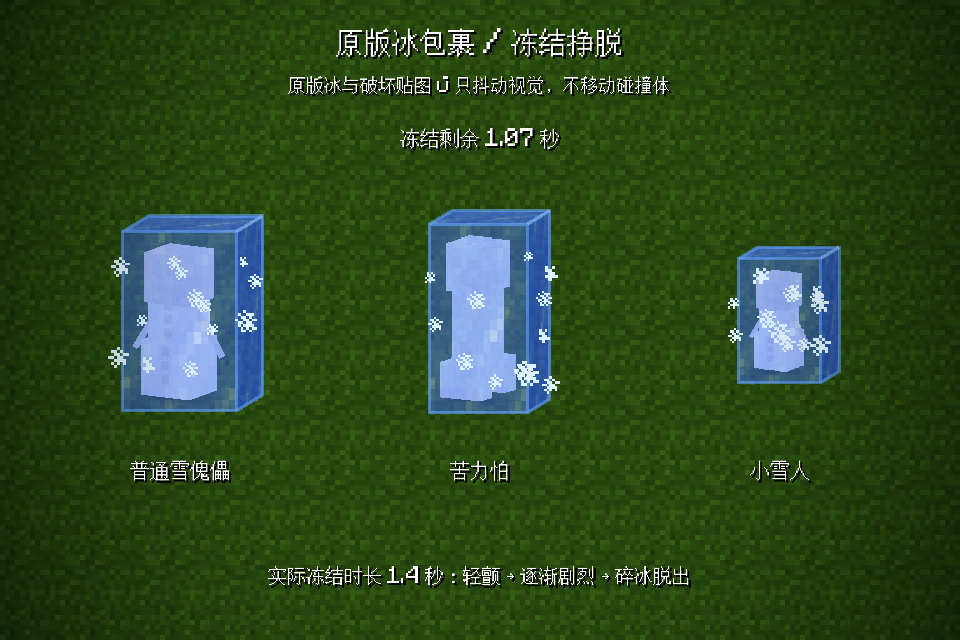 原版冰包裹 / 冻结挣脱
原版冰与破坏贴图 Ů 只抖动视觉，不移动碰撞体
冻结剩余 1.07 秒
普通雪傀儡
苦力怕
小雪人
实际冻结时长 1.4 秒：轻颤 → 逐渐剧烈 → 碎冰脱出